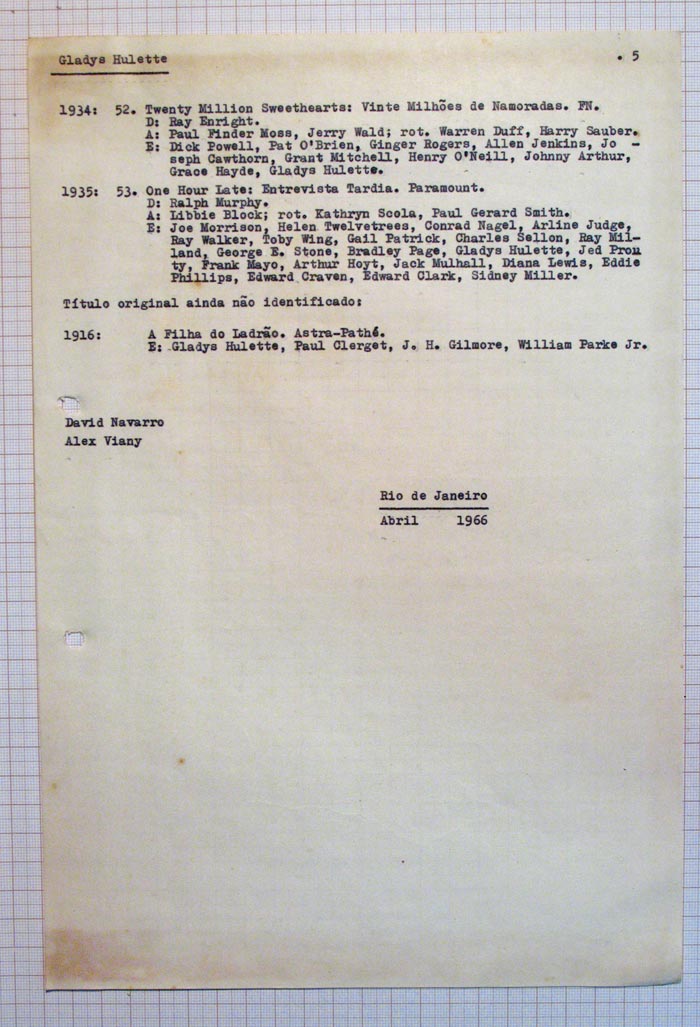 Gladys Hulette . 5
1934: 52. Twenty Million Sweethearts: Vinte Milhões de Namoradas. FN.
D: Ray Enright.
A: Paul Finder Moss, Jerry Wald; rot. Warren Duff, Harry Sauber.
E: Dick Powell, Pat O'Brien, Ginger Rogers, Allen Jenkins, Jo -
seph Cawthorn, Grant Mitchell, Henry O'Neill, Johnny Arthur,
Grace Hayde, Gladys Hulette.
1935: 53. One Hour Late: Entrevista Tardia. Paramount.
D: Ralph Murphy.
A: Libbie Block; rot. Kathryn Scola, Paul Gerard Smith.
E: Joe Morrison, Helen Twelvetrees, Conrad Nagel, Arline Judge,
Ray Walker, Toby Wing, Gail Patrick, Charles Sellon, Ray Mil-
land, George E. Stone, Bradley Page, Gladys Hulette, Jed Prou
ty, Frank Mayo, Arthur Hoyt, Jack Mulhall, Diana Lewis, Eddie
Phillips, Edward Craven, Edward Clark, Sidney Miller.
Título original ainda não identificado:
1916: A Filha do Ladrão. Astra-Pathé.
E: Gladys Hulette, Paul Clerget, J. H. Gilmore, William Parke Jr.
David Navarro
Alex Viany
Rio de Janeiro
Abril 1966